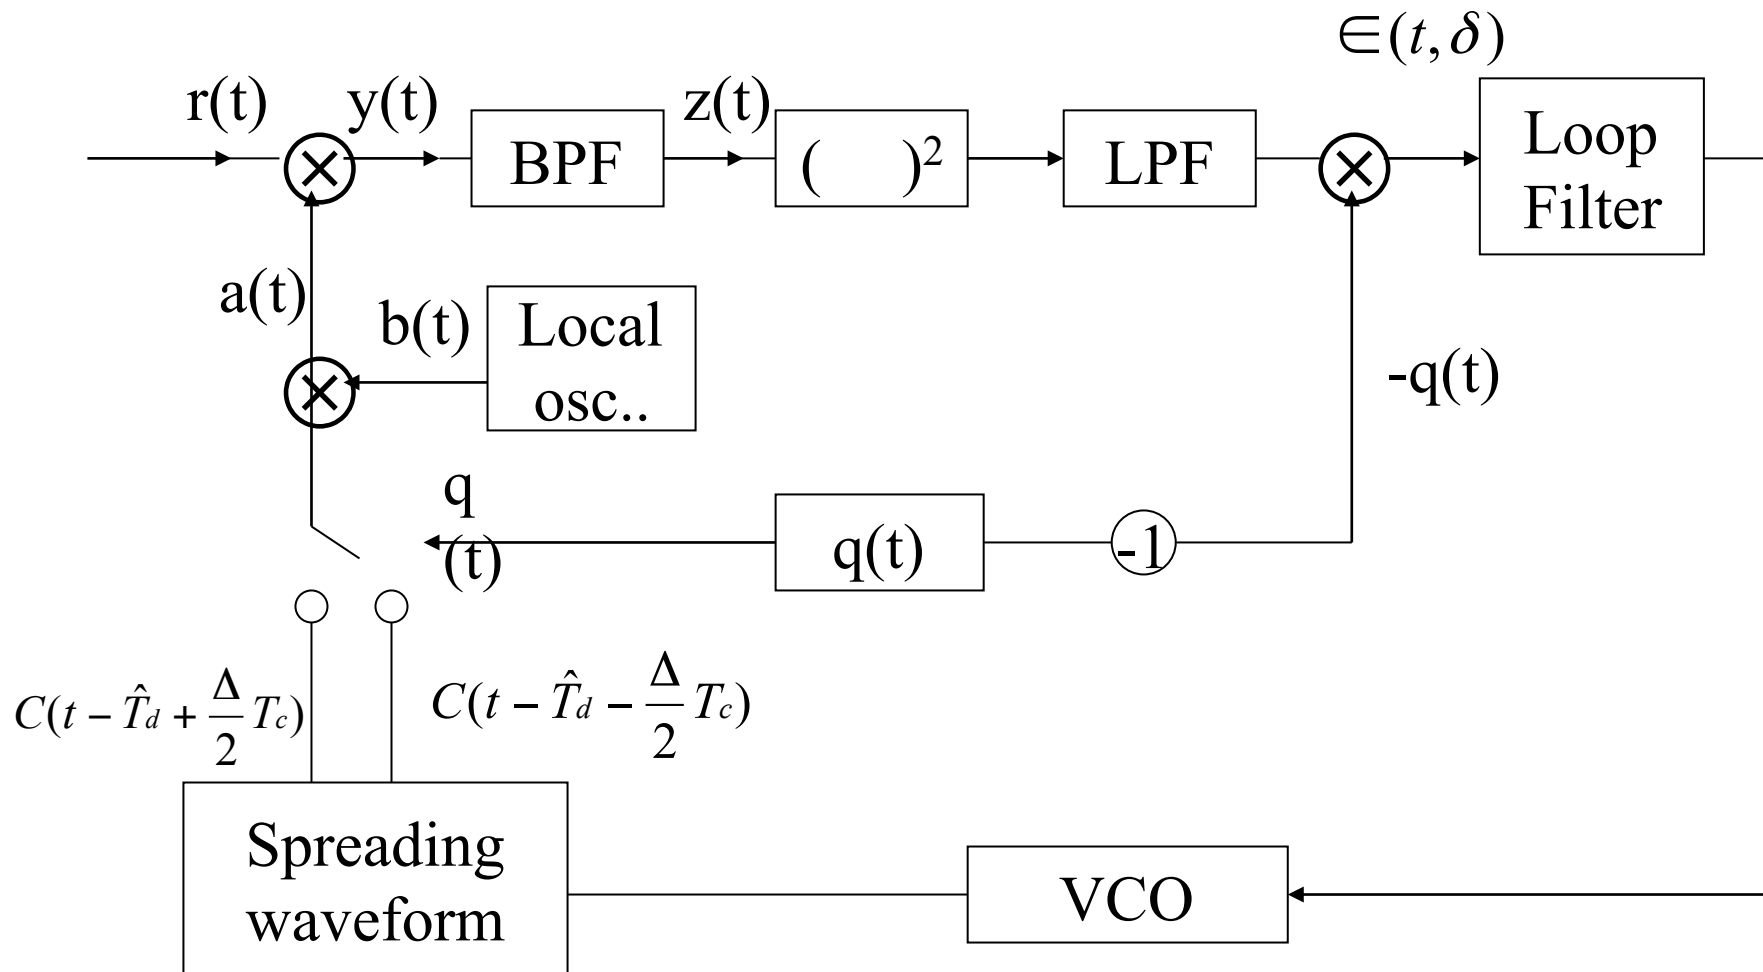 ∈(t, δ)
r(t)
y(t)
z(t)
BPF
( )²
LPF
Loop
Filter
a(t)
b(t)
Local
osc..
-q(t)
q
(t)
q(t)
-1
C(t − T̂d + Δ/2 Tc)
C(t − T̂d − Δ/2 Tc)
Spreading
waveform
VCO